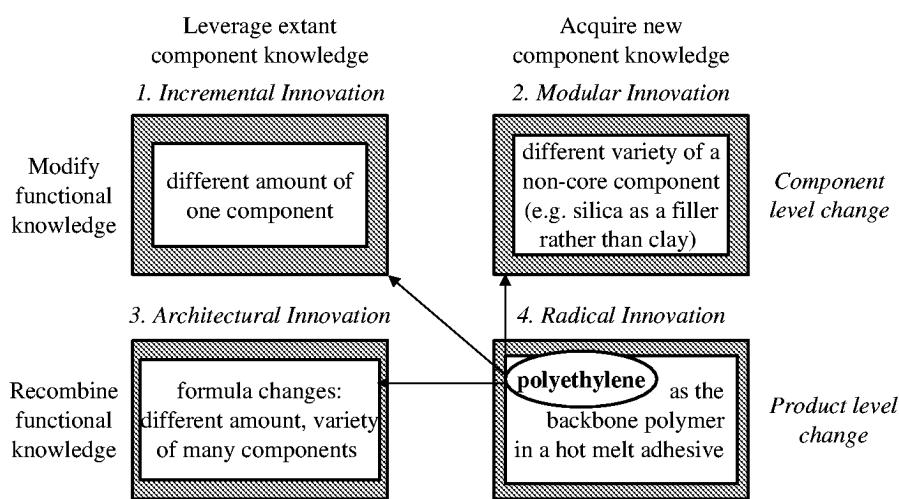 Leverage extant
component knowledge
Acquire new
component knowledge
1. Incremental Innovation
2. Modular Innovation
Modify
functional
knowledge
different amount of
one component
different variety of a
non-core component
(e.g. silica as a filler
rather than clay)
Component
level change
3. Architectural Innovation
4. Radical Innovation
Recombine
functional
knowledge
formula changes:
different amount, variety
of many components
polyethylene
as the
backbone polymer
in a hot melt adhesive
Product level
change